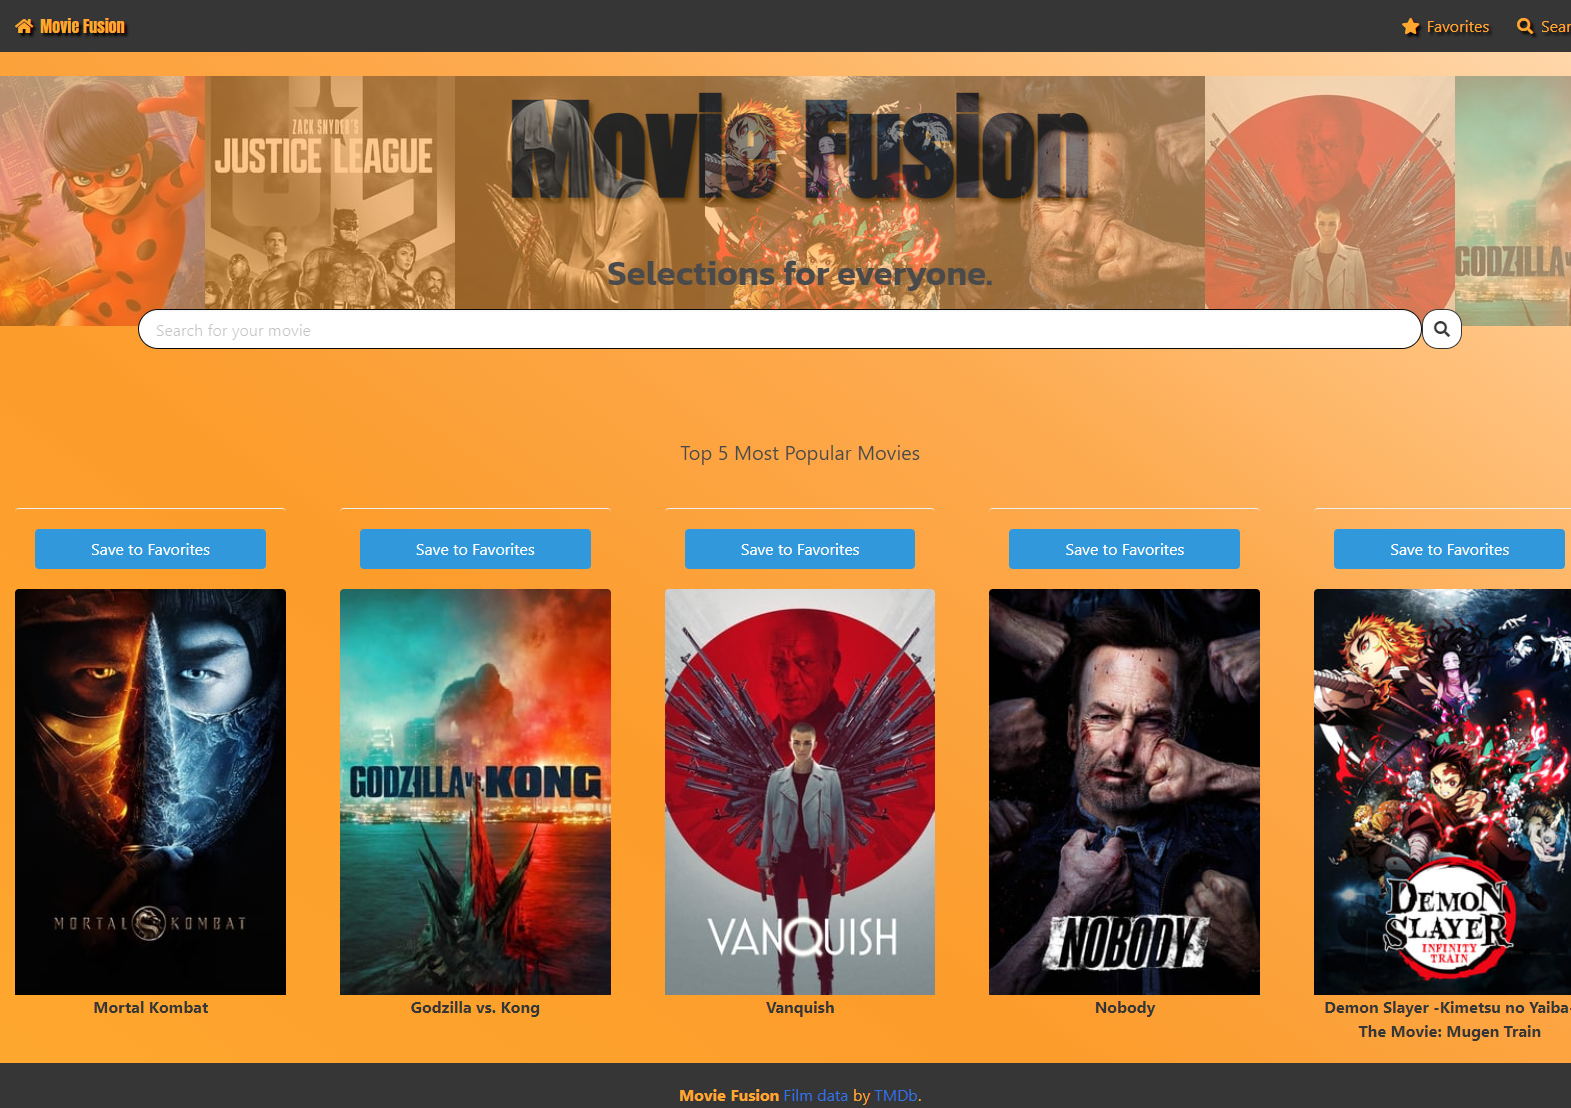 Movie Fusion
Favorites
Sear
ZACK SNYDER'S
JUSTICE LEAGUE
Movie Fusion
GODZILLA
Selections for everyone.
Search for your movie
Top 5 Most Popular Movies
Save to Favorites
Save to Favorites
Save to Favorites
Save to Favorites
Save to Favorites
MORTAL KOMBAT
GODZILLA vs. KONG
VANQUISH
NOBODY
DEMON
SLAYER
INFINITY
TRAIN
Mortal Kombat
Godzilla vs. Kong
Vanquish
Nobody
Demon Slayer -Kimetsu no Yaiba-
The Movie: Mugen Train
Movie Fusion Film data by TMDb.